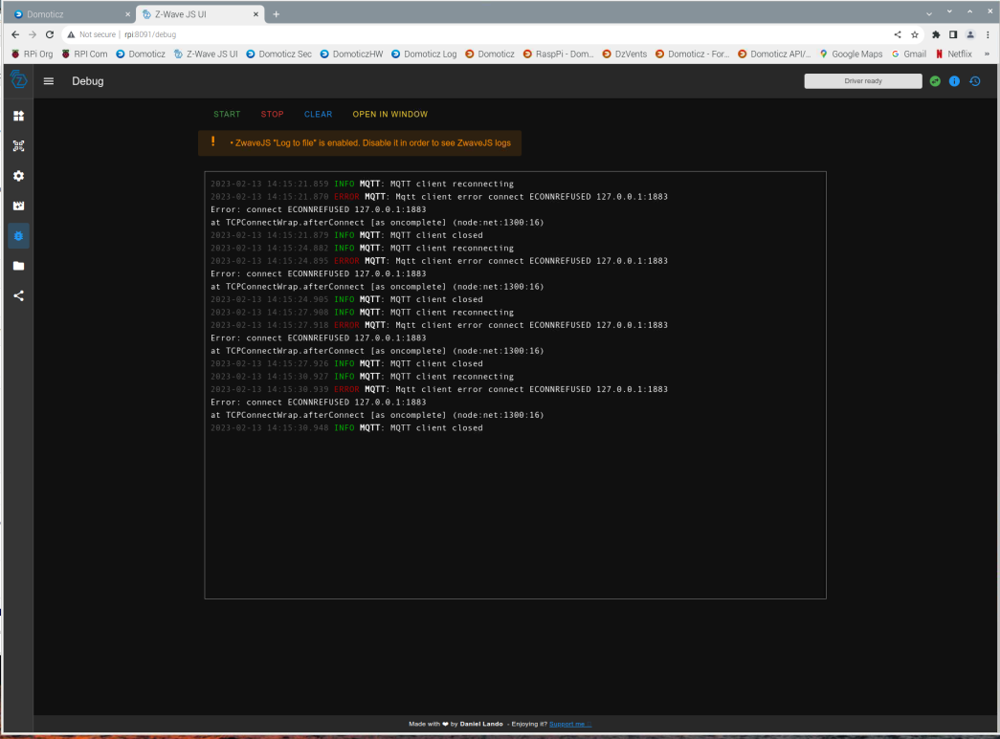 Domoticz
Z-Wave JS UI
Not secure | rpi:8091/debug
RPi Org RPI Com Domoticz Z-Wave JS UI Domoticz Sec DomoticzHW Domoticz Log Domoticz RaspPi - Dom... DzVents Domoticz - For... Domoticz API/... Google Maps Gmail Netflix »
Debug
Driver ready
START STOP CLEAR OPEN IN WINDOW
! • ZwaveJS "Log to file" is enabled. Disable it in order to see ZwaveJS logs
2023-02-13 14:15:21.859 INFO MQTT: MQTT client reconnecting
2023-02-13 14:15:21.870 ERROR MQTT: Mqtt client error connect ECONNREFUSED 127.0.0.1:1883
Error: connect ECONNREFUSED 127.0.0.1:1883
at TCPConnectWrap.afterConnect [as oncomplete] (node:net:1300:16)
2023-02-13 14:15:21.879 INFO MQTT: MQTT client closed
2023-02-13 14:15:24.882 INFO MQTT: MQTT client reconnecting
2023-02-13 14:15:24.895 ERROR MQTT: Mqtt client error connect ECONNREFUSED 127.0.0.1:1883
Error: connect ECONNREFUSED 127.0.0.1:1883
at TCPConnectWrap.afterConnect [as oncomplete] (node:net:1300:16)
2023-02-13 14:15:24.905 INFO MQTT: MQTT client closed
2023-02-13 14:15:27.908 INFO MQTT: MQTT client reconnecting
2023-02-13 14:15:27.918 ERROR MQTT: Mqtt client error connect ECONNREFUSED 127.0.0.1:1883
Error: connect ECONNREFUSED 127.0.0.1:1883
at TCPConnectWrap.afterConnect [as oncomplete] (node:net:1300:16)
2023-02-13 14:15:27.926 INFO MQTT: MQTT client closed
2023-02-13 14:15:30.927 INFO MQTT: MQTT client reconnecting
2023-02-13 14:15:30.939 ERROR MQTT: Mqtt client error connect ECONNREFUSED 127.0.0.1:1883
Error: connect ECONNREFUSED 127.0.0.1:1883
at TCPConnectWrap.afterConnect [as oncomplete] (node:net:1300:16)
2023-02-13 14:15:30.948 INFO MQTT: MQTT client closed
Made with ❤ by Daniel Lando - Enjoying it? Support me